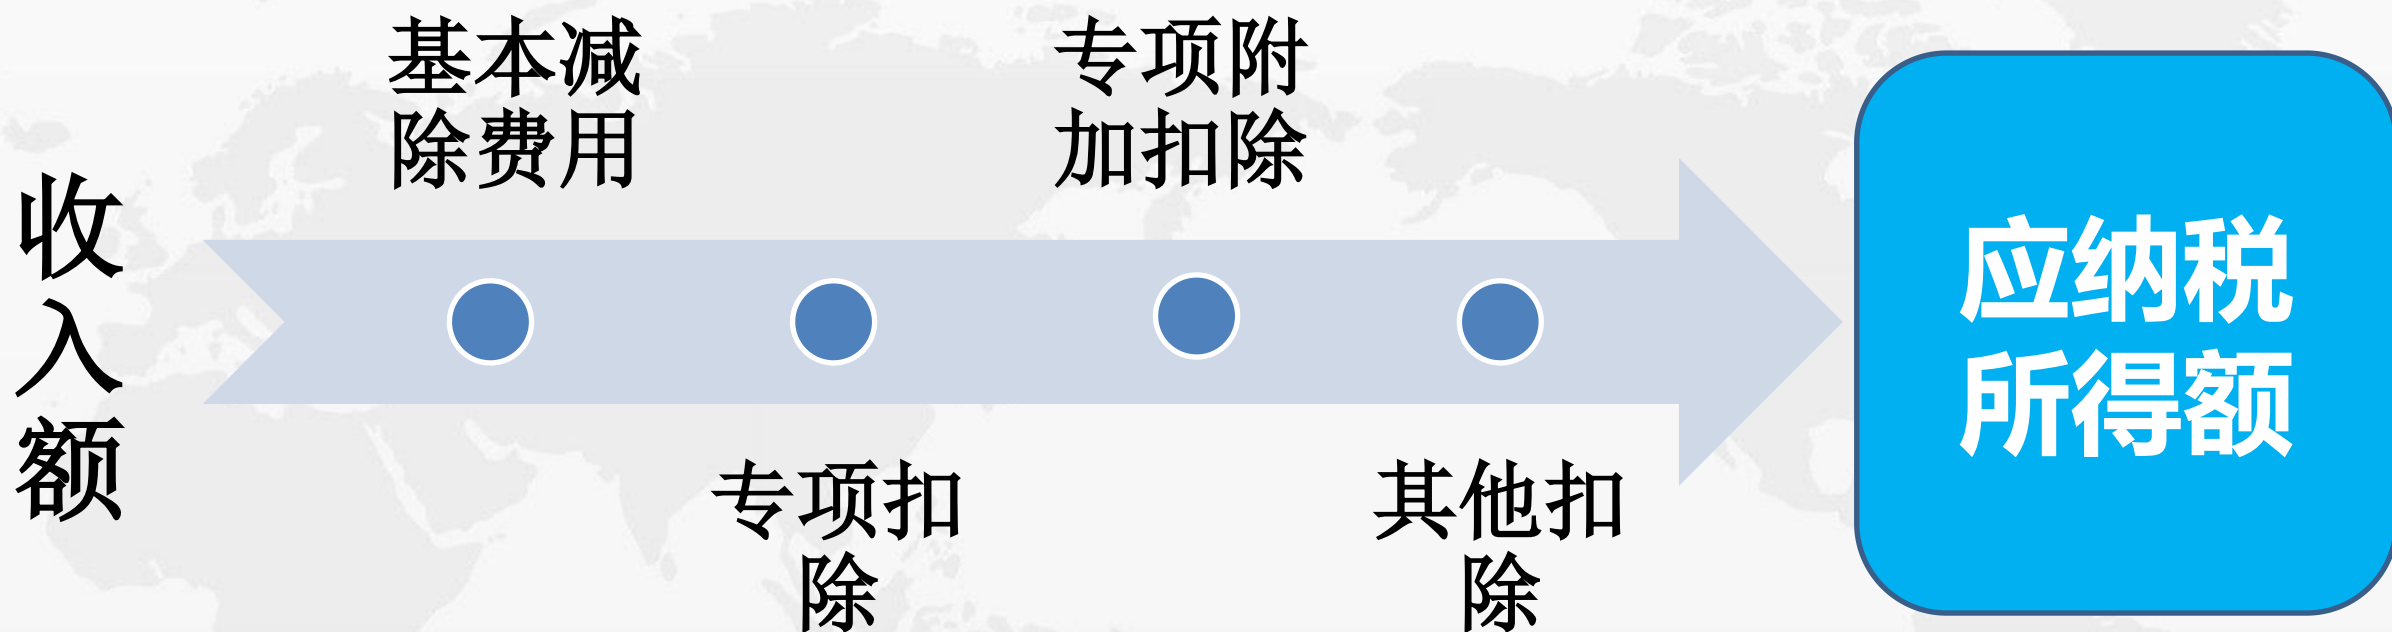 收
入
额
基本减
除费用
专项扣
除
专项附
加扣除
其他扣
除
应纳税
所得额